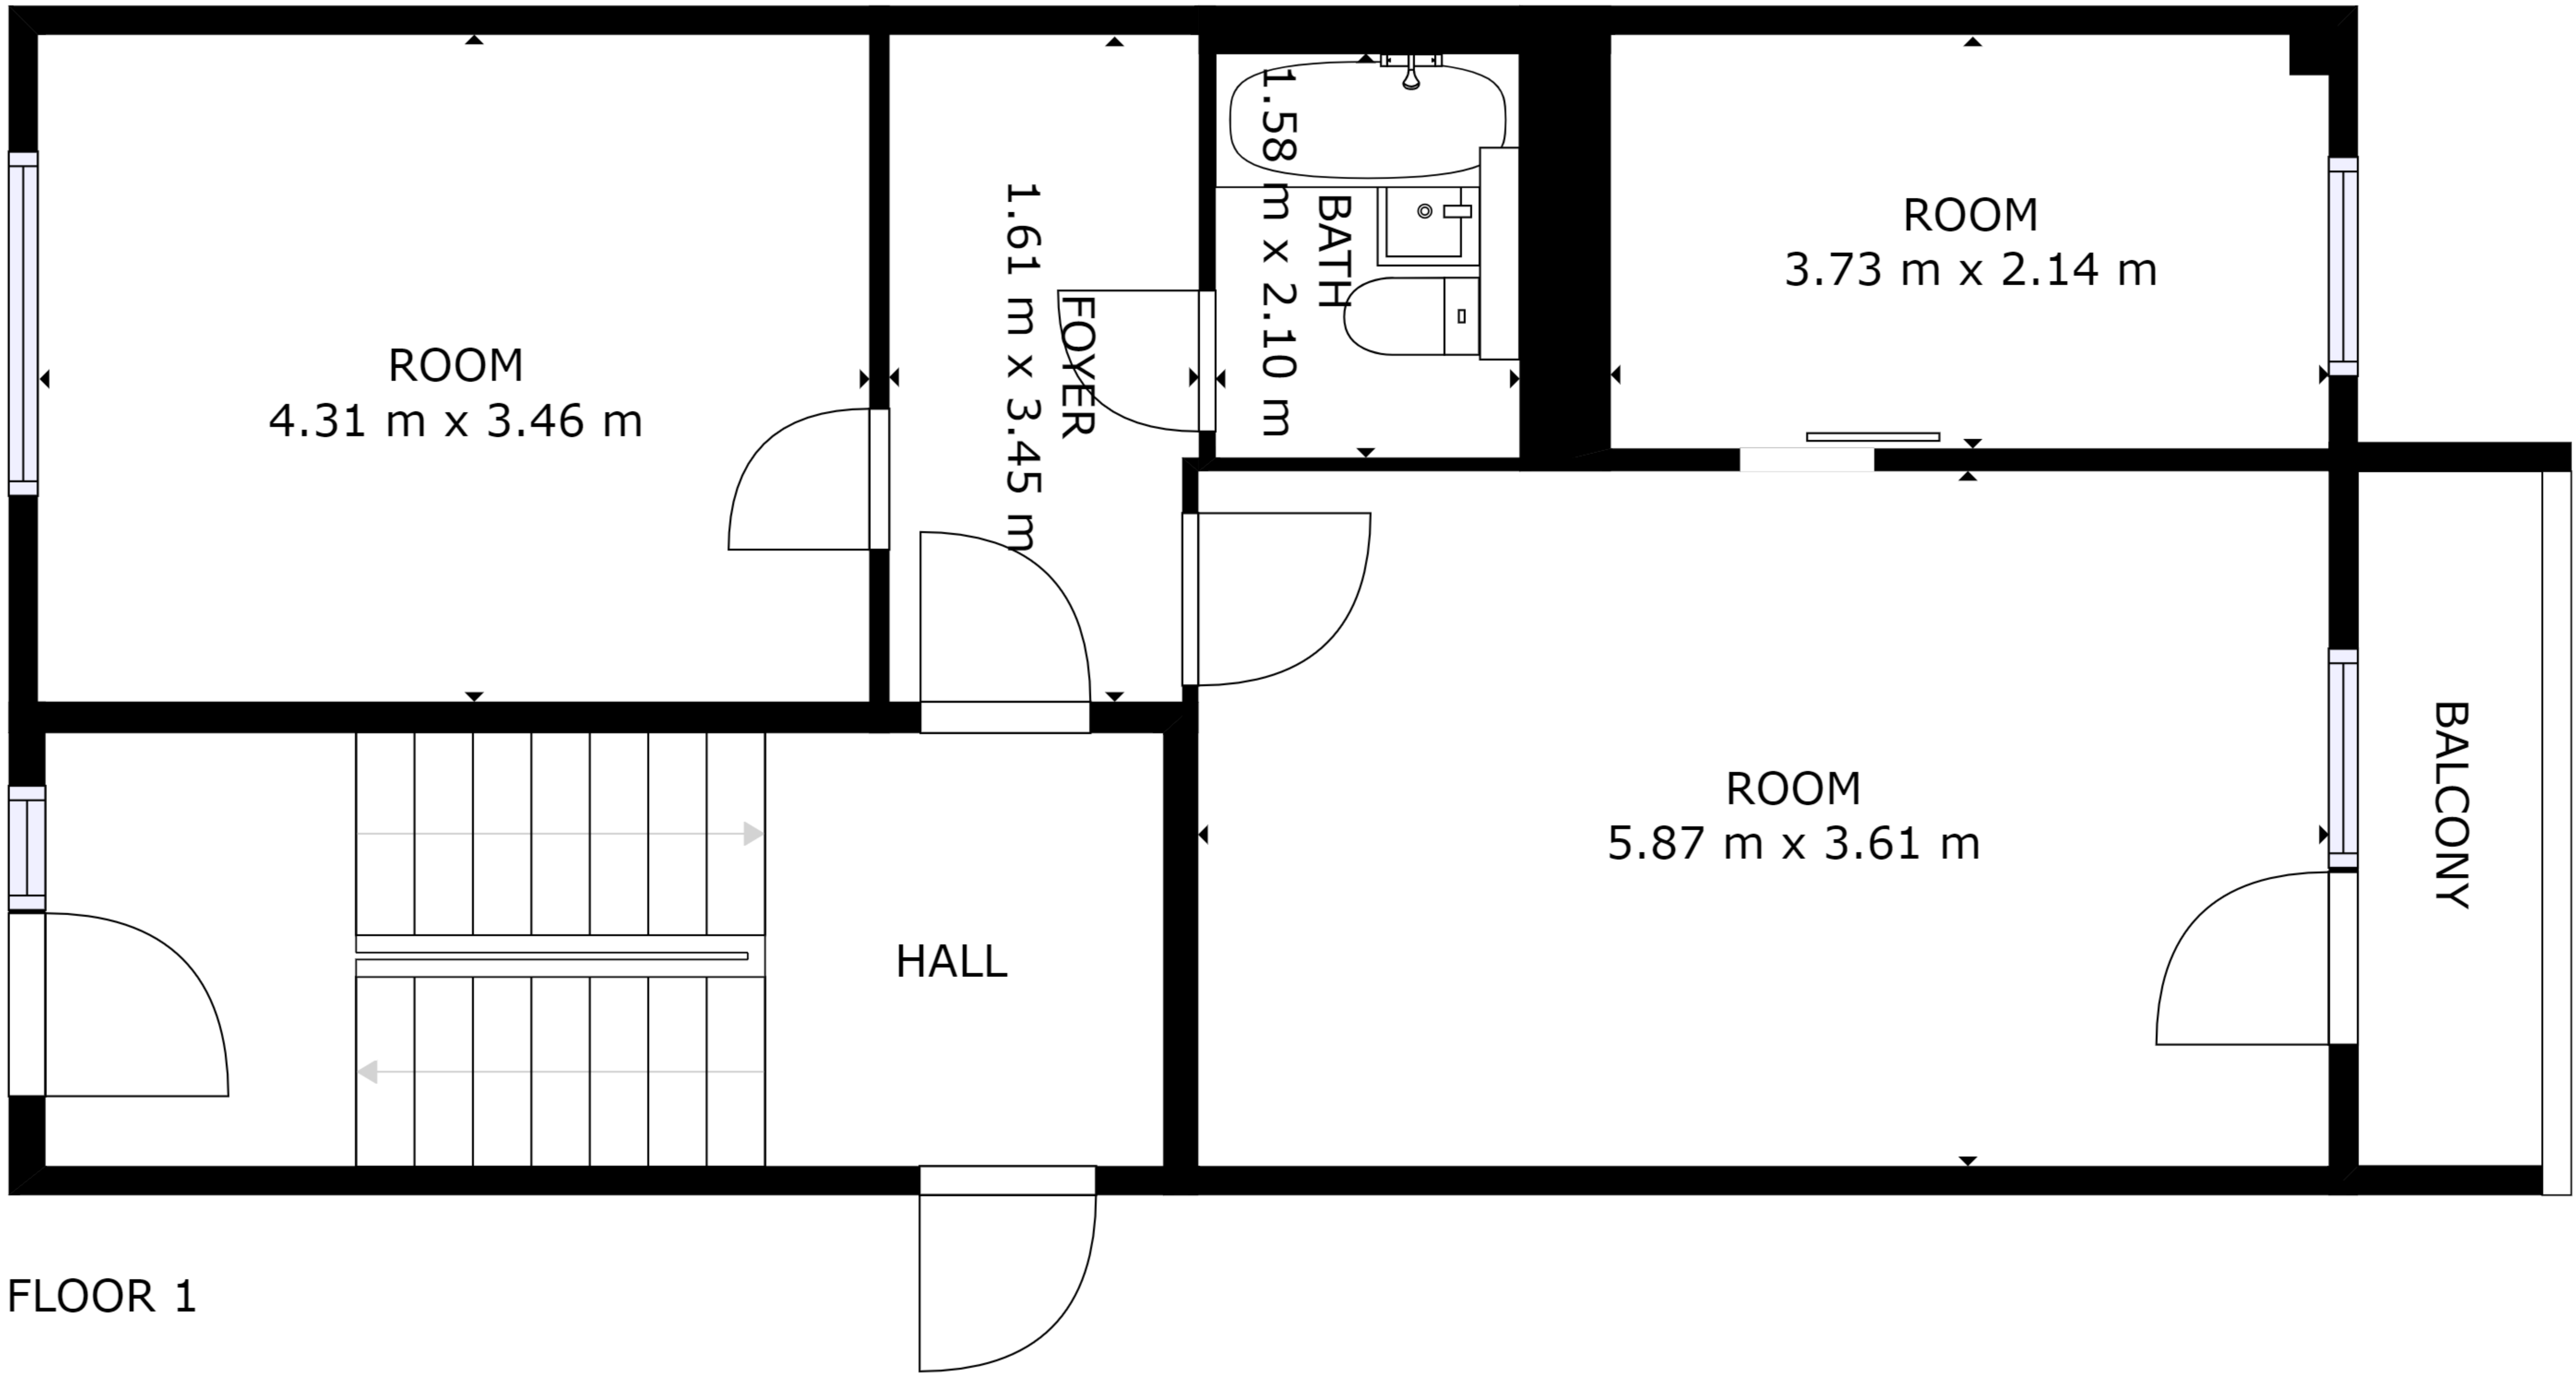 ROOM
4.31 m x 3.46 m
FOYER
1.61 m x 3.45 m
BATH
1.58 m x 2.10 m
ROOM
3.73 m x 2.14 m
ROOM
5.87 m x 3.61 m
BALCONY
HALL
FLOOR 1